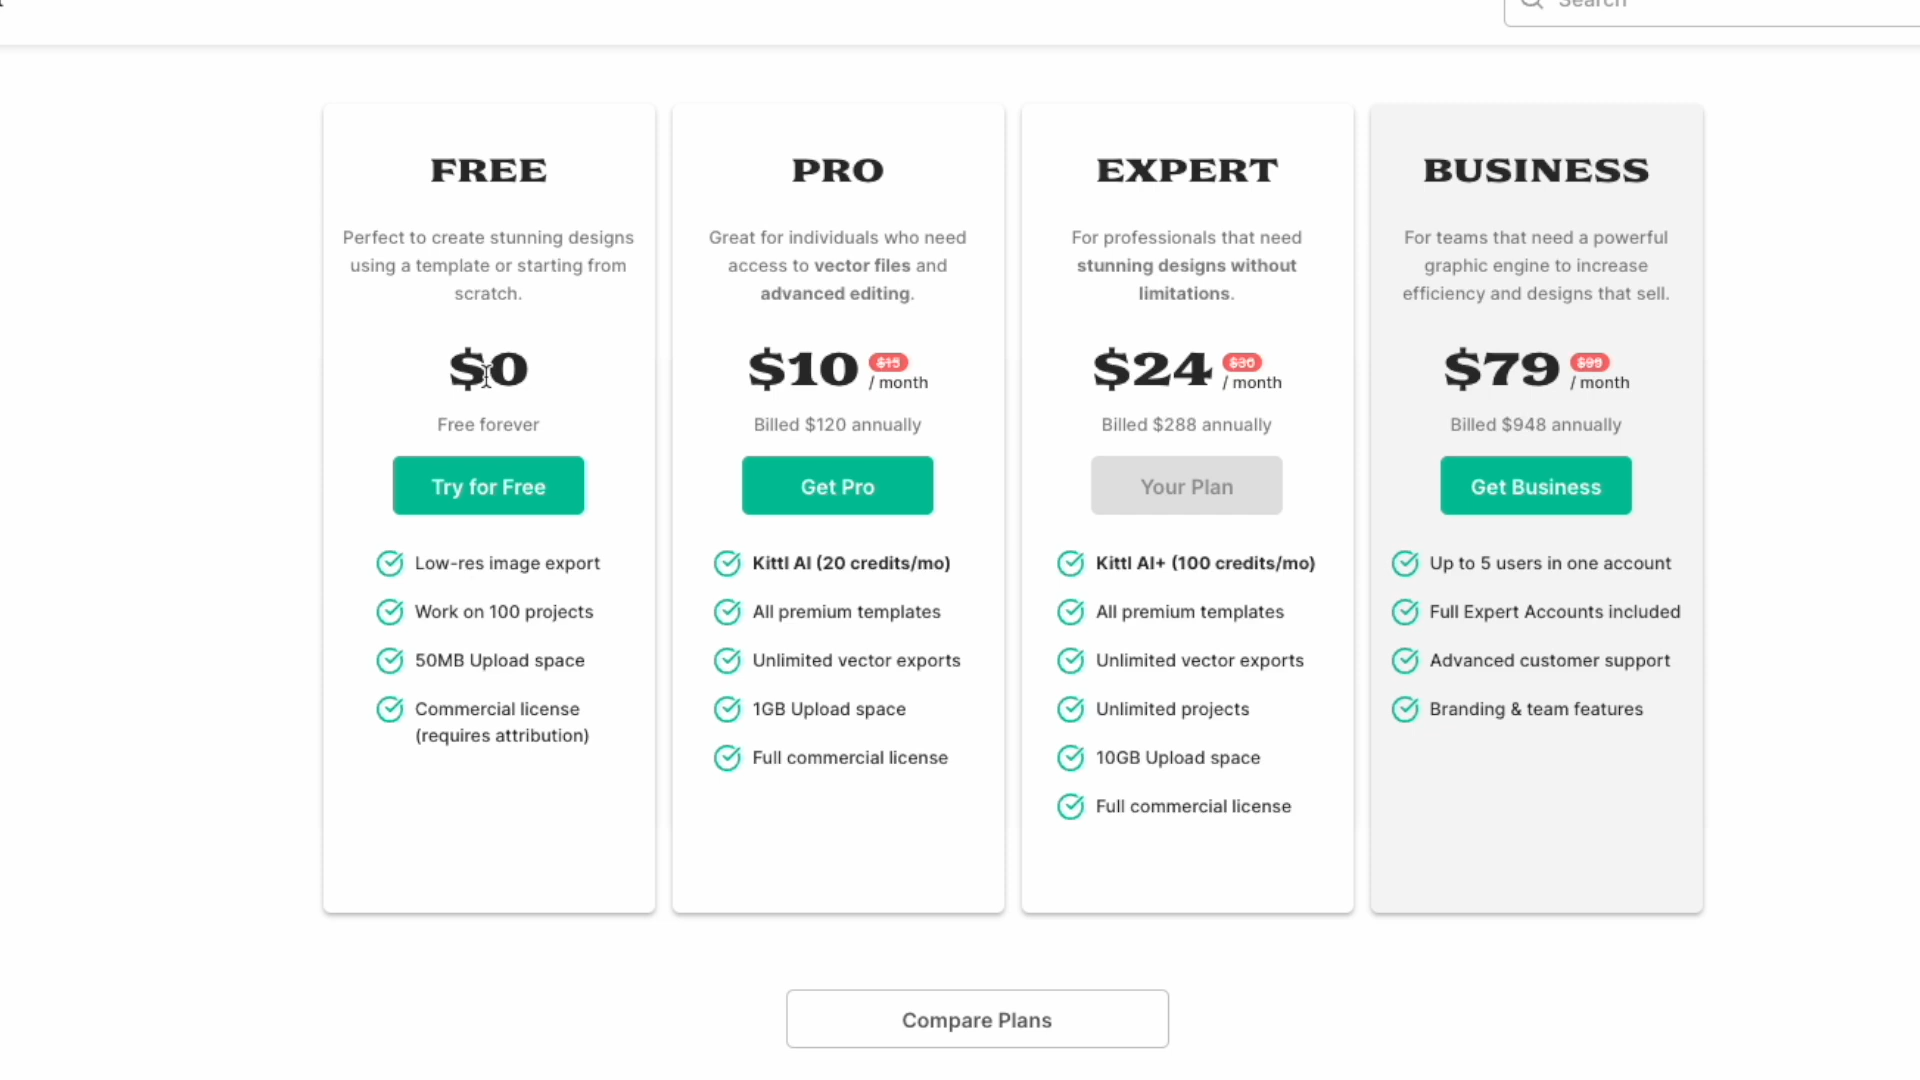 Search
FREE
Perfect to create stunning designs
using a template or starting from
scratch.
$0
Free forever
Try for Free
Low-res image export
Work on 100 projects
50MB Upload space
Commercial license
(requires attribution)
PRO
Great for individuals who need
access to vector files and
advanced editing.
$10 $15
/ month
Billed $120 annually
Get Pro
Kittl AI (20 credits/mo)
All premium templates
Unlimited vector exports
1GB Upload space
Full commercial license
EXPERT
For professionals that need
stunning designs without
limitations.
$24 $30
/ month
Billed $288 annually
Your Plan
Kittl AI+ (100 credits/mo)
All premium templates
Unlimited vector exports
Unlimited projects
10GB Upload space
Full commercial license
BUSINESS
For teams that need a powerful
graphic engine to increase
efficiency and designs that sell.
$79 $99
/ month
Billed $948 annually
Get Business
Up to 5 users in one account
Full Expert Accounts included
Advanced customer support
Branding & team features
Compare Plans